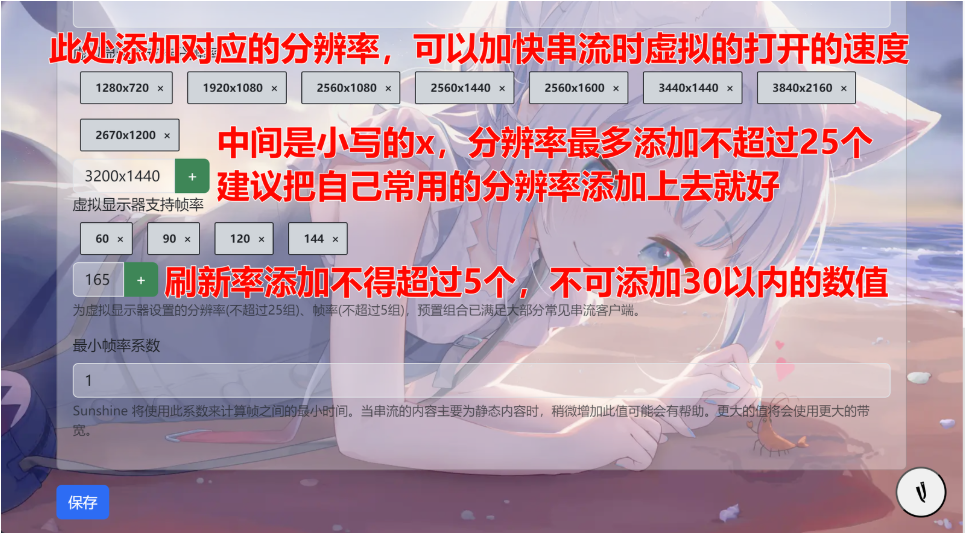 此处添加对应的分辨率，可以加快串流时虚拟的打开的速度
1280x720 × 1920x1080 × 2560x1080 × 2560x1440 × 2560x1600 × 3440x1440 × 3840x2160 ×
2670x1200 ×
中间是小写的x，分辨率最多添加不超过25个
3200x1440 +
建议把自己常用的分辨率添加上去就好
虚拟显示器支持帧率
60 × 90 × 120 × 144 ×
165 +
刷新率添加不得超过5个，不可添加30以内的数值
为虚拟显示器设置的分辨率(不超过25组)、帧率(不超过5组)，预置组合已满足大部分常见串流客户端。
最小帧率系数
1
Sunshine 将使用此系数来计算帧之间的最小时间。当串流的内容主要为静态内容时，稍微增加此值可能会有帮助。更大的值将会使用更大的带
宽。
保存